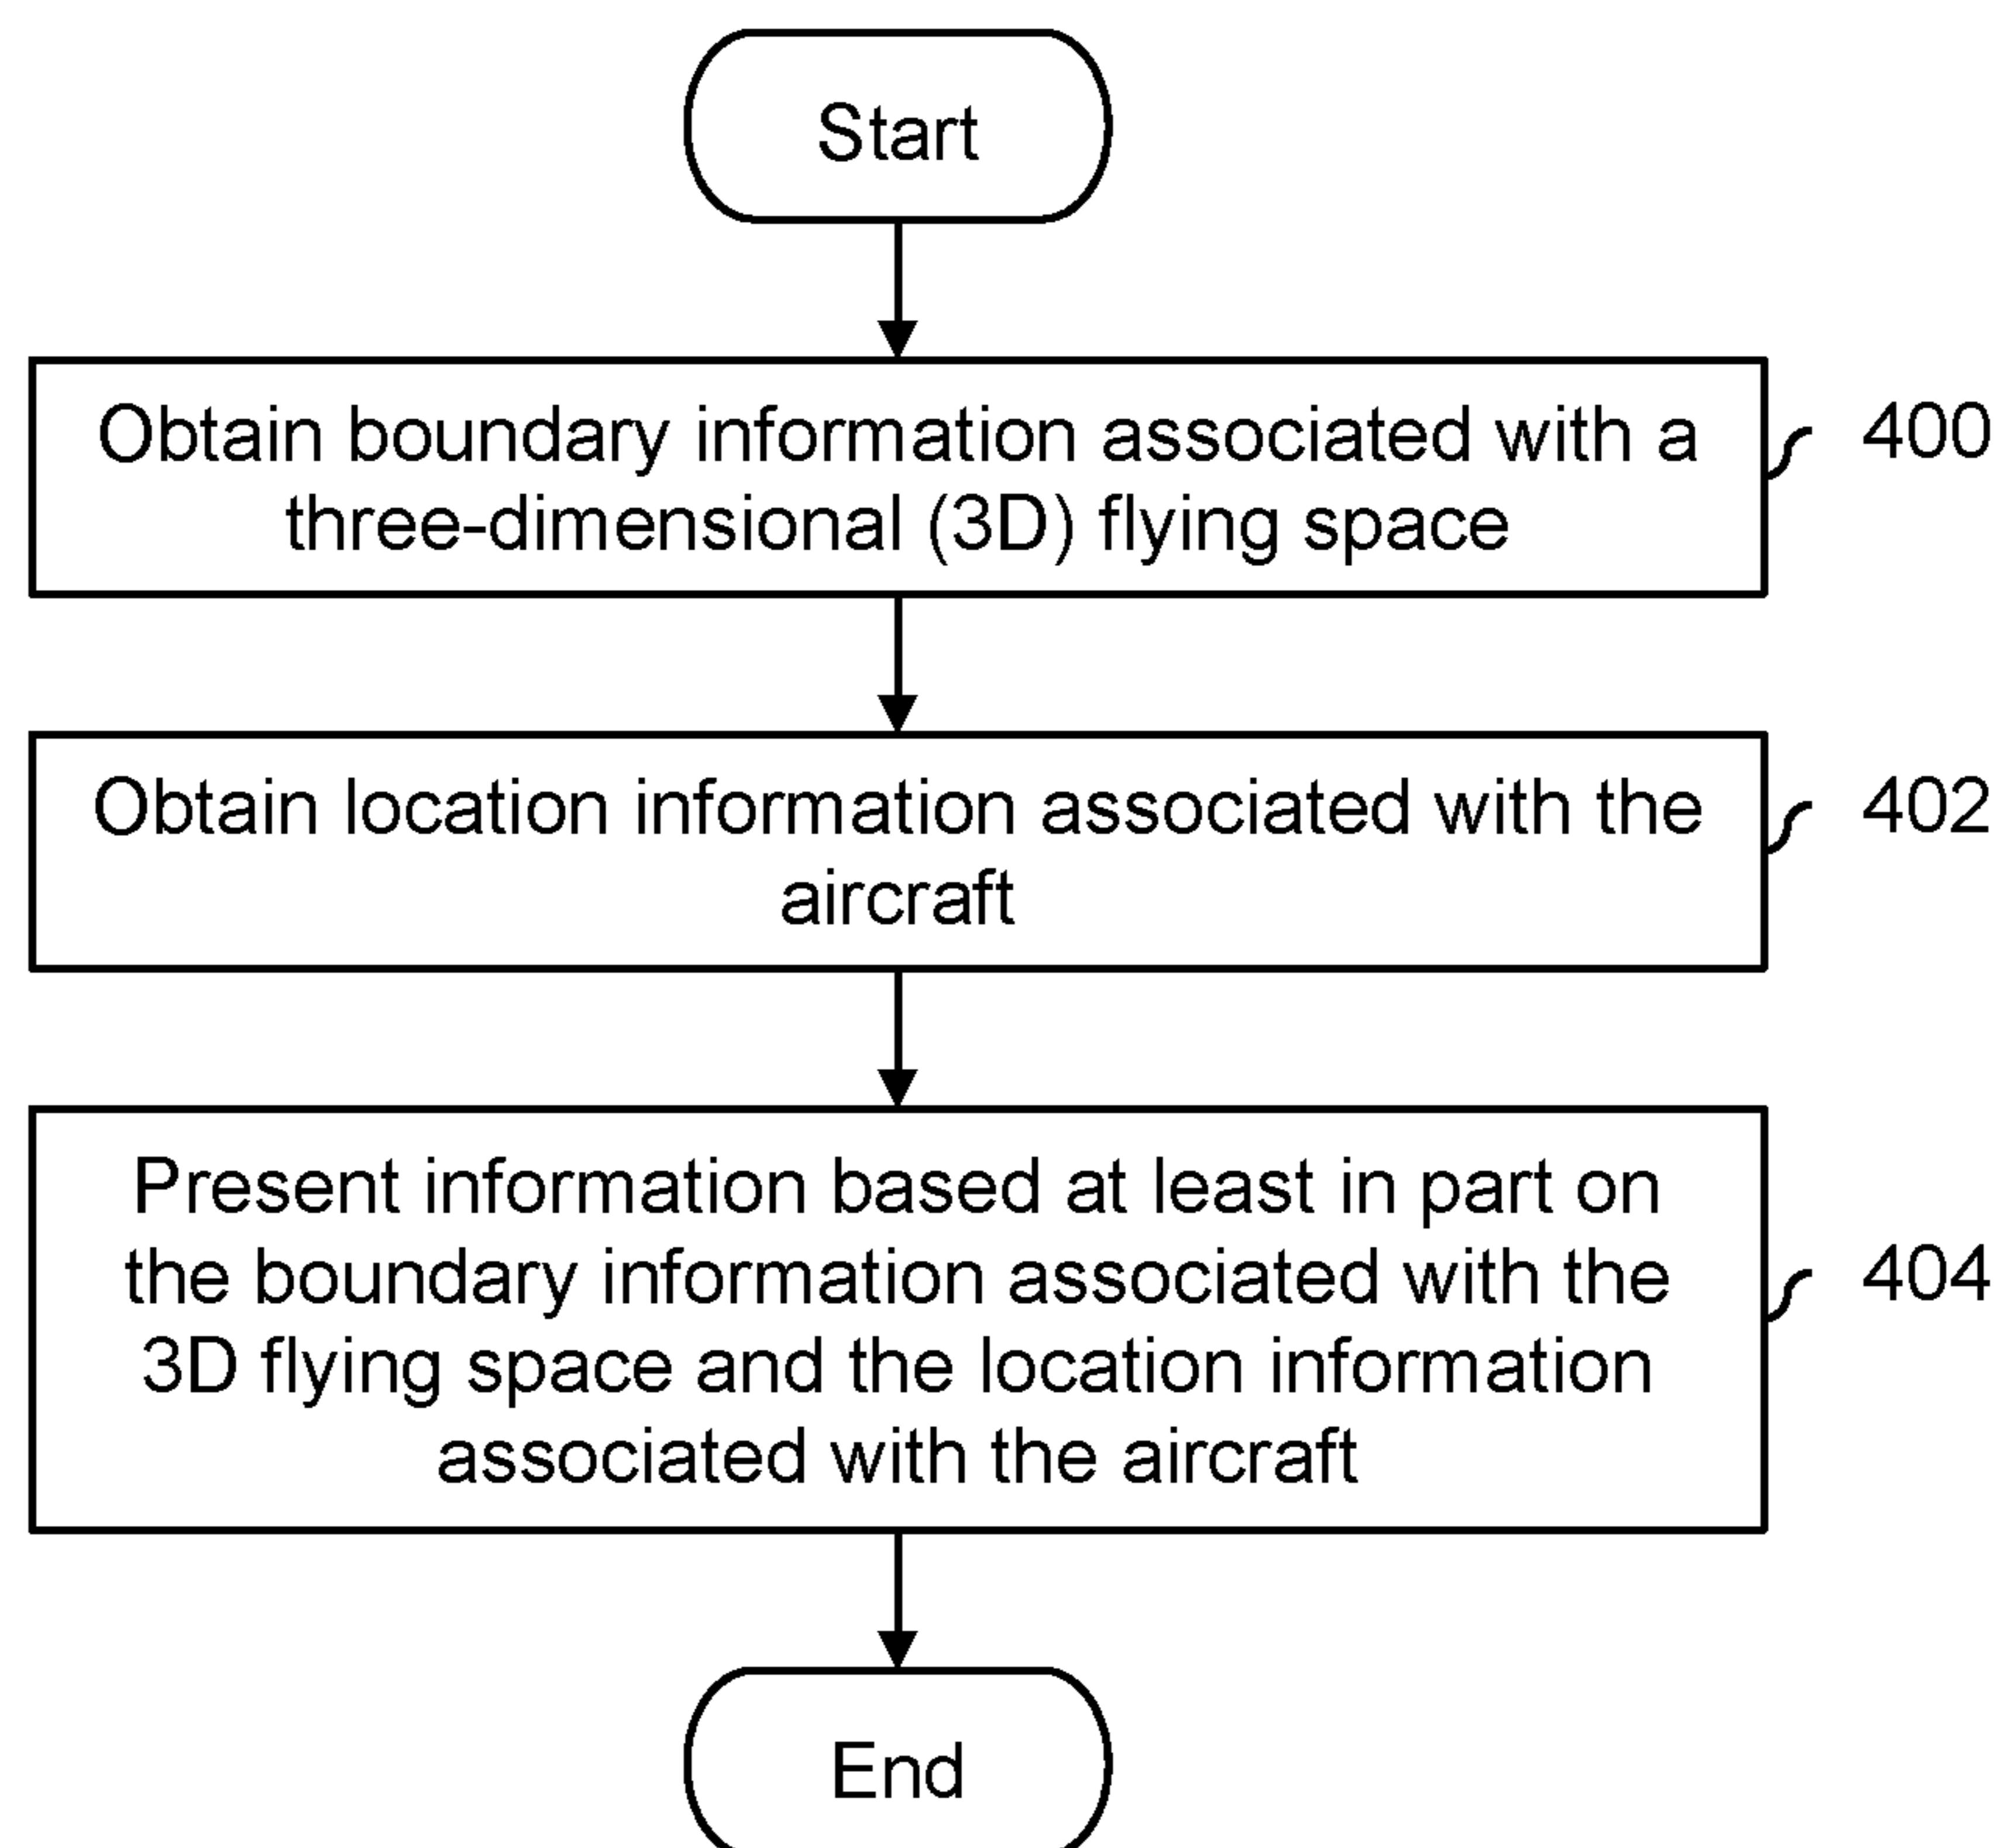 Start
Obtain boundary information associated with a
three-dimensional (3D) flying space
400
Obtain location information associated with the
aircraft
402
Present information based at least in part on
the boundary information associated with the
3D flying space and the location information
associated with the aircraft
404
End